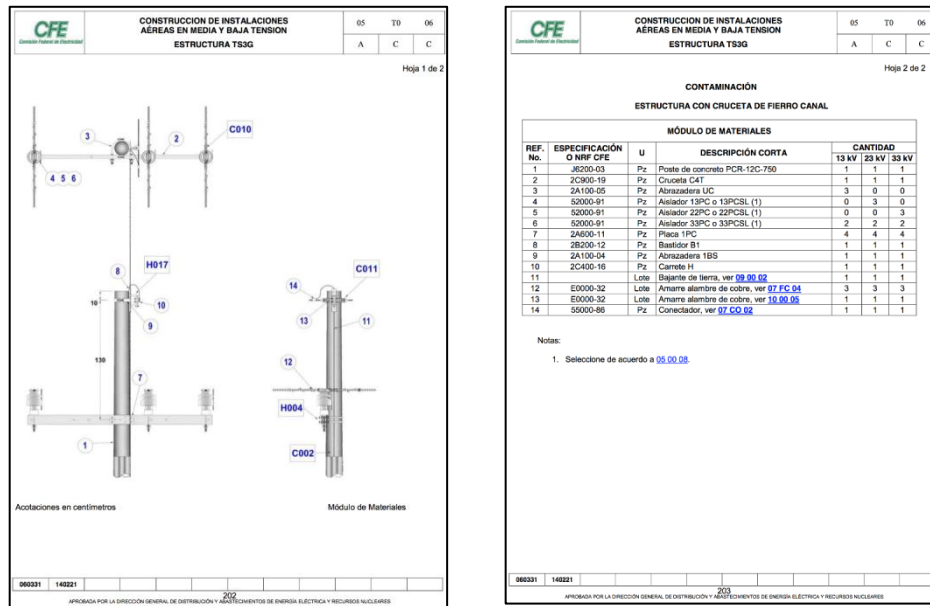 CFE
Comisión Federal de Electricidad
CONSTRUCCION DE INSTALACIONES
AÉREAS EN MEDIA Y BAJA TENSION
ESTRUCTURA TS3G
05 T0 06
A C C
Hoja 1 de 2
3
2
C010
4 5 6
8
H017
10
10
9
130
7
1
14
C011
13
11
12
H004
C002
Acotaciones en centímetros
Módulo de Materiales
060331 140221
202
APROBADA POR LA DIRECCIÓN GENERAL DE DISTRIBUCIÓN Y ABASTECIMIENTOS DE ENERGÍA ELÉCTRICA Y RECURSOS NUCLEARES
CFE
Comisión Federal de Electricidad
CONSTRUCCION DE INSTALACIONES
AÉREAS EN MEDIA Y BAJA TENSION
ESTRUCTURA TS3G
05 T0 06
A C C
Hoja 2 de 2
CONTAMINACIÓN
ESTRUCTURA CON CRUCETA DE FIERRO CANAL
MÓDULO DE MATERIALES
REF. No. ESPECIFICACIÓN O NRF CFE U DESCRIPCIÓN CORTA CANTIDAD
13 kV 23 kV 33 kV
1 J6200-03 Pz Poste de concreto PCR-12C-750 1 1 1
2 2C900-19 Pz Cruceta C4T 1 1 1
3 2A100-05 Pz Abrazadera UC 3 0 0
4 52000-91 Pz Aislador 13PC o 13PCSL (1) 0 3 0
5 52000-91 Pz Aislador 22PC o 22PCSL (1) 0 0 3
6 52000-91 Pz Aislador 33PC o 33PCSL (1) 2 2 2
7 2A600-11 Pz Placa 1PC 4 4 4
8 2B200-12 Pz Bastidor B1 1 1 1
9 2A100-04 Pz Abrazadera 1BS 1 1 1
10 2C400-16 Pz Carrete H 1 1 1
11 Lote Bajante de tierra, ver 09 00 02 1 1 1
12 E0000-32 Lote Amarre alambre de cobre, ver 07 FC 04 3 3 3
13 E0000-32 Lote Amarre alambre de cobre, ver 10 00 05 1 1 1
14 55000-86 Pz Conectador, ver 07 CO 02 1 1 1
Notas:
1. Seleccione de acuerdo a 05 00 08.
060331 140221
203
APROBADA POR LA DIRECCIÓN GENERAL DE DISTRIBUCIÓN Y ABASTECIMIENTOS DE ENERGÍA ELÉCTRICA Y RECURSOS NUCLEARES